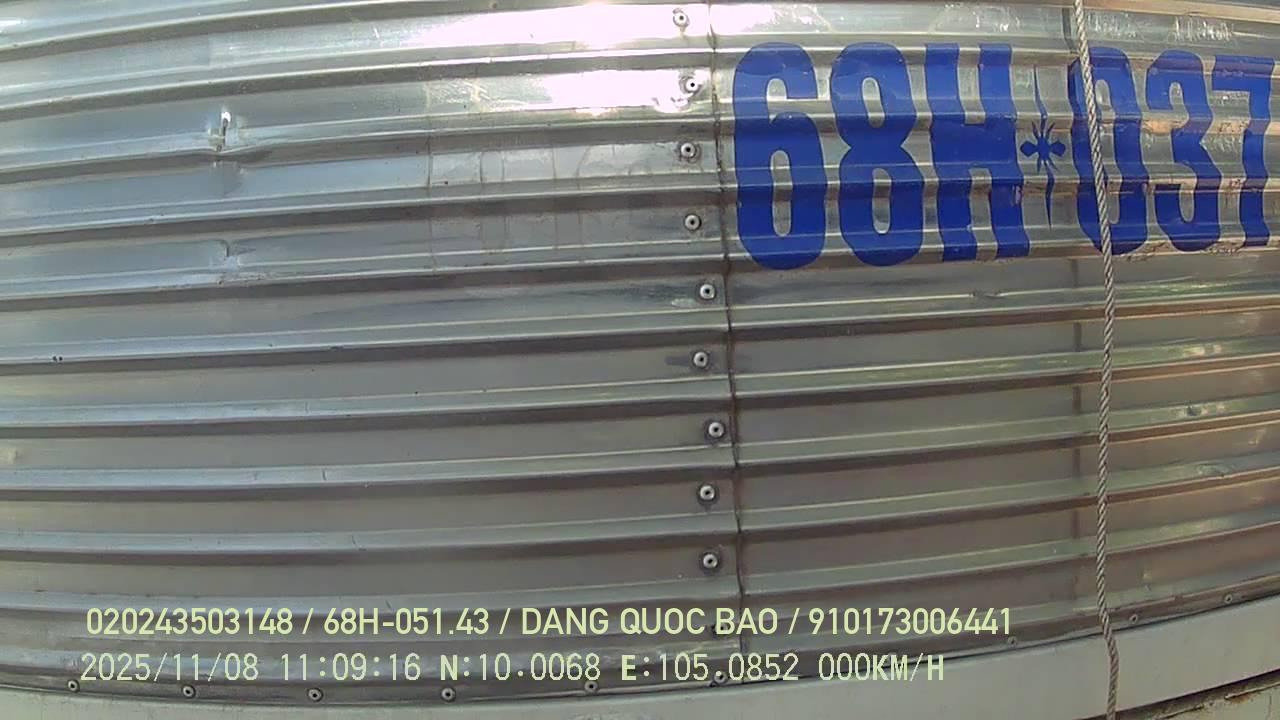 68H 037
020243503148 / 68H-051.43 / DANG QUOC BAO / 910173006441
2025/11/08 11:09:16 N:10.0068 E:105.0852 000KM/H